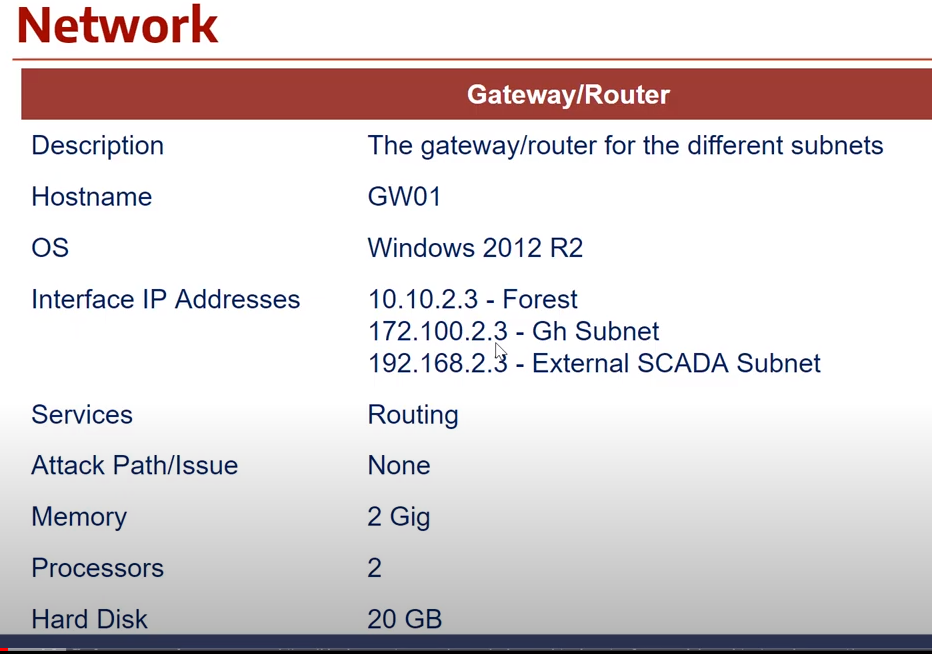 Network
Gateway/Router
Description The gateway/router for the different subnets
Hostname GW01
OS Windows 2012 R2
Interface IP Addresses 10.10.2.3 - Forest
172.100.2.3 - Gh Subnet
192.168.2.3 - External SCADA Subnet
Services Routing
Attack Path/Issue None
Memory 2 Gig
Processors 2
Hard Disk 20 GB